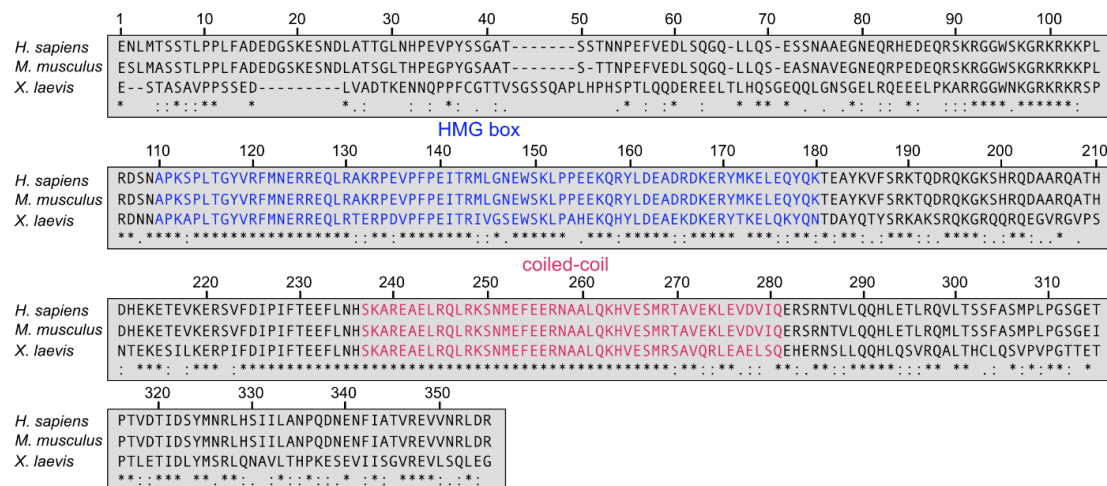 1 10 20 30 40 50 60 70 80 90 100
H. sapiens ENLMTSSTLPPLFADEDGSKESNDLATTGLNHPEVPYSSGAT-------SSTNNPEFVEDLSQGQ-LLQS-ESSNAAEGNEQRHEDEQRSKRGGWSKGRKRKKPL
M. musculus ESLMASSTLPPLFADEDGSKESNDLATSGLTHPEGPYGSAAT-------S-TTNPEFVEDLSQGQ-LLQS-EASNAVEGNEQRPEDEQRSKRGGWSKGRKRKKPL
X. laevis E--STASAVPPSSED---------LVADTKENNQPPFCGTTVSGSSQAPLHPHSPTLQQDEREELTLHQSGEQQLGNSGELRQEEELPKARRGGWNKGRKRKRSP
HMG box
110 120 130 140 150 160 170 180 190 200 210
H. sapiens RDSNAPKSPLTGYVRFMNERREQLRAKRPEVPFPEITRMLGNEWSKLPPEEKQRYLDEADRDKERYMKELEQYQKTEAYKVFSRKTQDRQKGKSHRQDAARQATH
M. musculus RDSNAPKSPLTGYVRFMNERREQLRAKRPEVPFPEITRMLGNEWSKLPPEEKQRYLDEADRDKERYMKELEQYQKTEAYKVFSRKTQDRQKGKSHRQDAARQATH
X. laevis RDNNAPKAPLTGYVRFMNERREQLRTERPDVPFPEITRIVGSEWSKLPAHEKQHYLDEAEKDKERYTKELQKYQNTDAYQTYSRKAKSRQKGRQQRQEGVRGVPS
coiled-coil
220 230 240 250 260 270 280 290 300 310
H. sapiens DHEKETEVKERSVFDIPIFTEEFLNHSKAREAELRQLRKSNMEFEERNAALQKHVESMRTAVEKLEVDVIQERSRNTVLQQHLETLRQVLTSSFASMPLPGSGET
M. musculus DHEKETEVKERSVFDIPIFTEEFLNHSKAREAELRQLRKSNMEFEERNAALQKHVESMRTAVEKLEVDVIQERSRNTVLQQHLETLRQMLTSSFASMPLPGSGEI
X. laevis NTEKESILKERPIFDIPIFTEEFLNHSKAREAELRQLRKSNMEFEERNAALQKHVESMRSAVQRLEAELSQEHERNSLLQQHLQSVRQALTHCLQSVPVPGTTET
320 330 340 350
H. sapiens PTVDTIDSYMNRLHSIILANPQDNENFIATVREVVNRLDR
M. musculus PTVDTIDSYMNRLHSIILANPQDNENFIATVREVVNRLDR
X. laevis PTLETIDLYMSRLQNAVLTHPKESEVIISGVREVLSQLEG